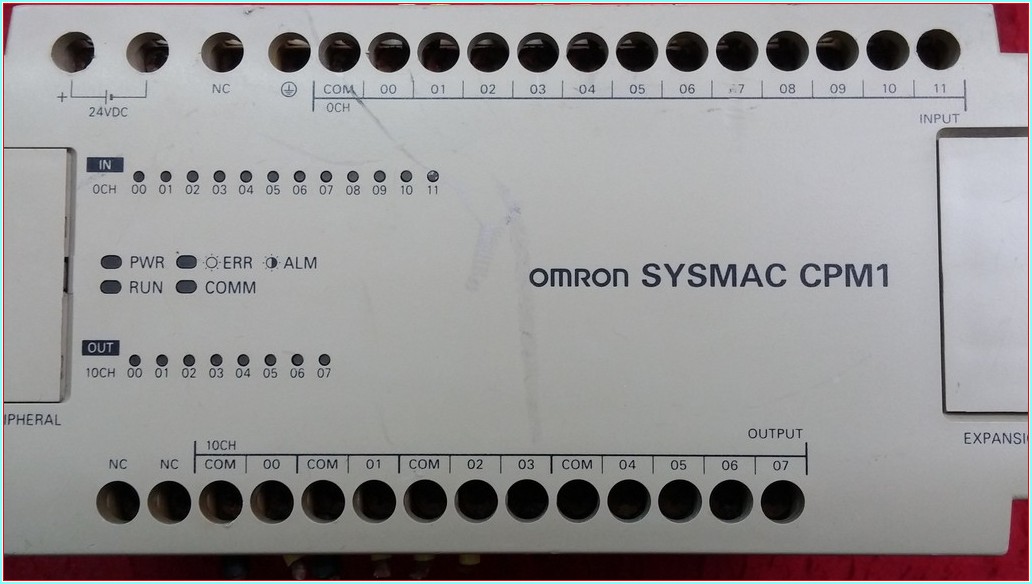 NC COM 00 01 02 03 04 05 06 07 08 09 10 11
+ 24VDC 0CH INPUT
IN
0CH 00 01 02 03 04 05 06 07 08 09 10 11
PWR ERR ALM
RUN COMM
omron SYSMAC CPM1
OUT
10CH 00 01 02 03 04 05 06 07
IPHERAL
EXPANSI
10CH OUTPUT
NC NC COM 00 COM 01 COM 02 03 COM 04 05 06 07